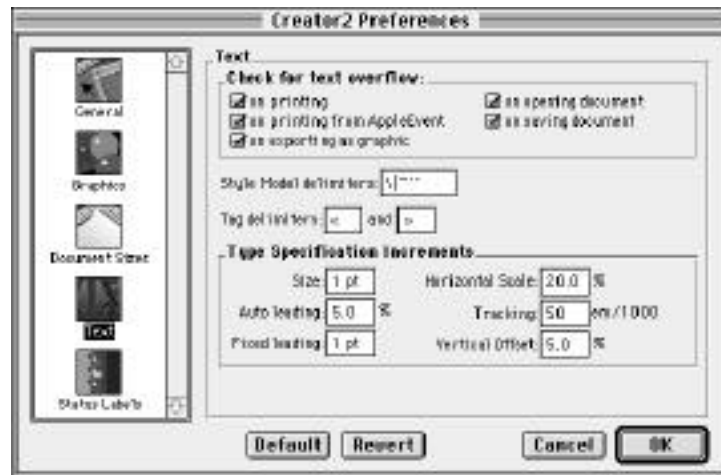 Creator2 Preferences
General
Graphics
Document Sizes
Text
Status Labels
Text
Check for text overflow:
on printing
on opening document
on printing from AppleEvent
on saving document
on exporting as graphic
Style Model delimiters:
Tag delimiters: « and »
Type Specification Increments
Size: 1 pt
Horizontal Scale: 20.0 %
Auto leading: 5.0 %
Tracking: 50 em/1000
Fixed leading: 1 pt
Vertical Offset: 5.0 %
Default
Revert
Cancel
OK